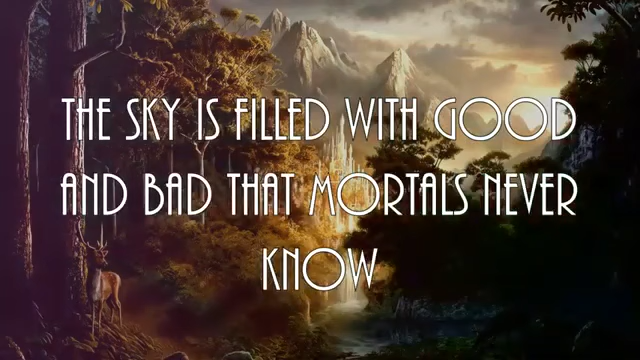 THE SKY IS FILLED WITH GOOD
AND BAD THAT MORTALS NEVER
KNOW